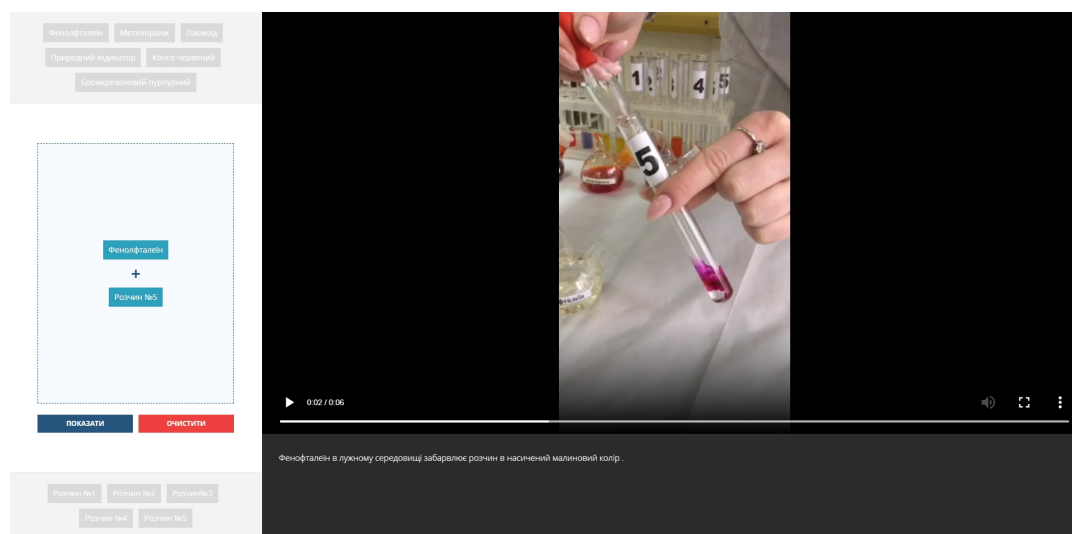 Фенолфталеїн Метилоранж Лакмоїд
Природний індикатор Конго червоний
Бромкрезоловий пурпурний
Фенолфталеїн
+
Розчин №5
ПОКАЗАТИ ОЧИСТИТИ
Розчин №1 Розчин №2 Розчин№3
Розчин №4 Розчин №5
1 2 4 5
5
0:02 / 0:06
Фенофталеїн в лужному середовищі забарвлює розчин в насичений малиновий колір .